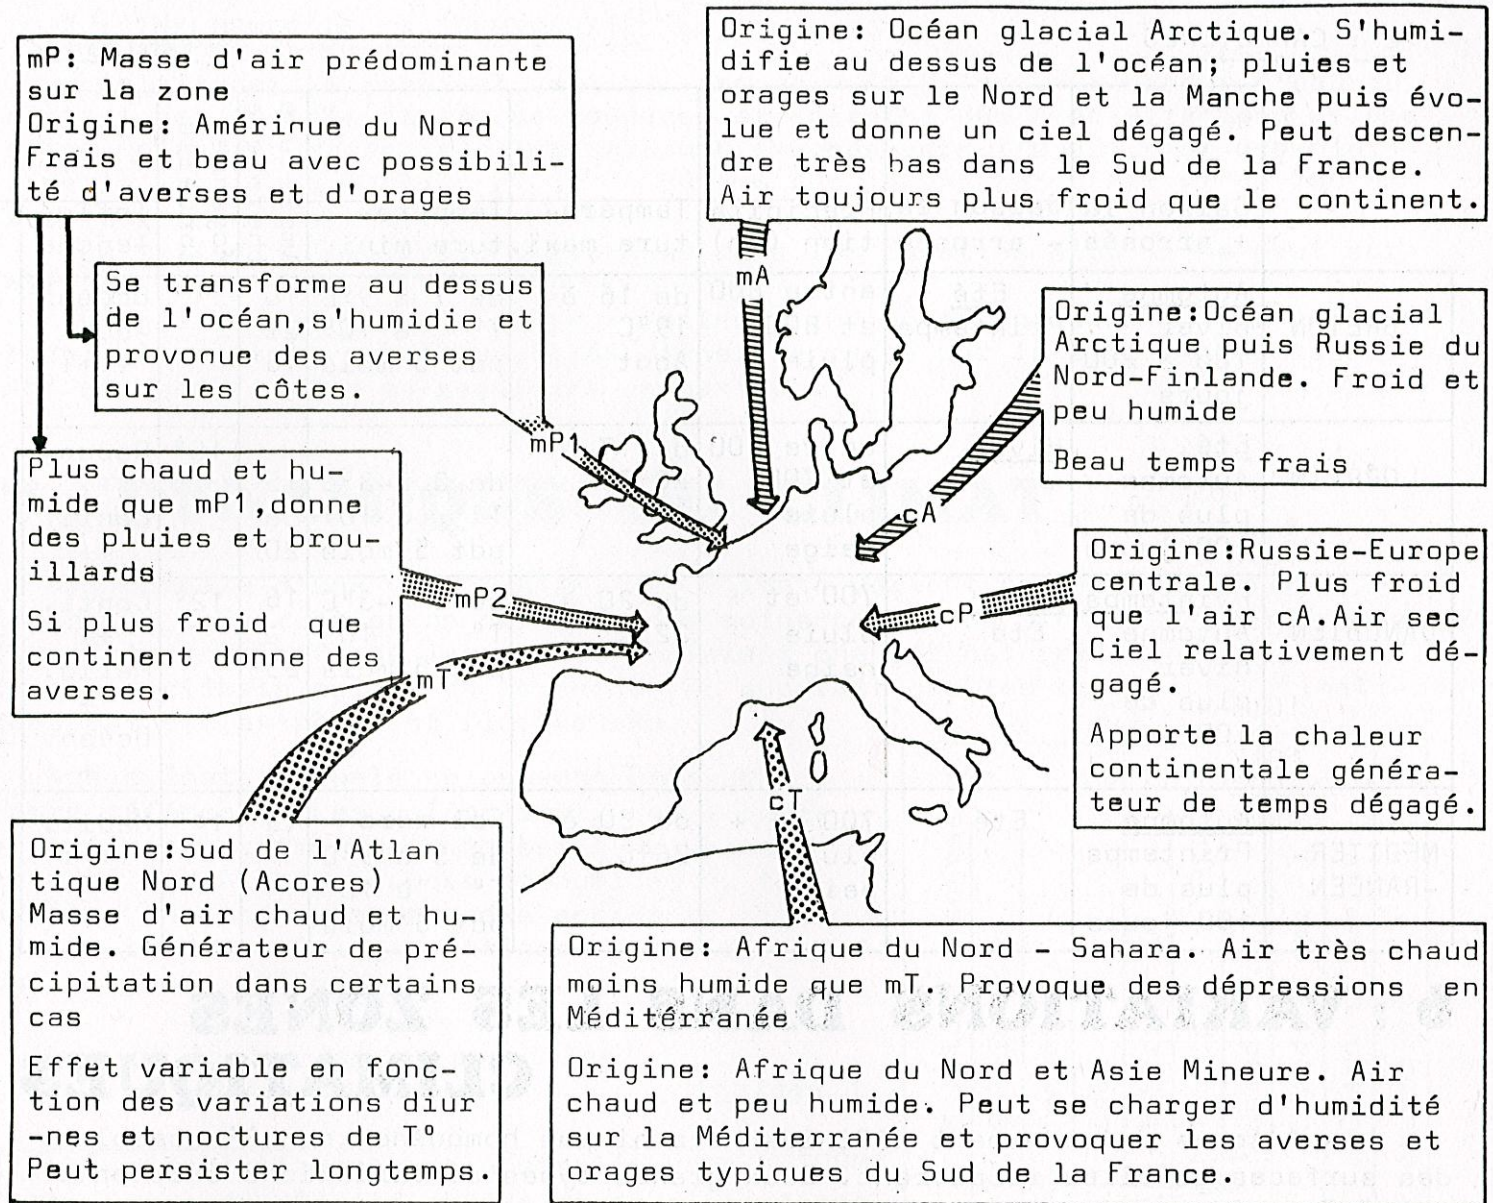 mP: Masse d'air prédominante
sur la zone
Origine: Amérique du Nord
Frais et beau avec possibili-
té d'averses et d'orages
Origine: Océan glacial Arctique. S'humi-
difie au dessus de l'océan; pluies et
orages sur le Nord et la Manche puis évo-
lue et donne un ciel dégagé. Peut descen-
dre très bas dans le Sud de la France.
Air toujours plus froid que le continent.
Se transforme au dessus
de l'océan,s'humidie et
provoque des averses
sur les côtes.
mA
Origine:Océan glacial
Arctique puis Russie du
Nord-Finlande. Froid et
peu humide
Beau temps frais
mP1
cA
Plus chaud et hu-
mide que mP1 ,donne
des pluies et brou-
illards
Si plus froid que
continent donne des
averses.
mP2
mT
cP
Origine:Russie-Europe
centrale. Plus froid
que l'air cA.Air sec
Ciel relativement dé-
gagé.
Apporte la chaleur
continentale généra-
teur de temps dégagé.
cT
Origine:Sud de l'Atlan
tique Nord (Acores)
Masse d'air chaud et hu-
mide. Générateur de pré-
cipitation dans certains
cas
Effet variable en fonc-
tion des variations diur
-nes et noctures de T°
Peut persister longtemps.
Origine: Afrique du Nord - Sahara. Air très chaud
moins humide que mT. Provoque des dépressions en
Méditérranée
Origine: Afrique du Nord et Asie Mineure. Air
chaud et peu humide. Peut se charger d'humidité
sur la Méditerranée et provoquer les averses et
orages typiques du Sud de la France.